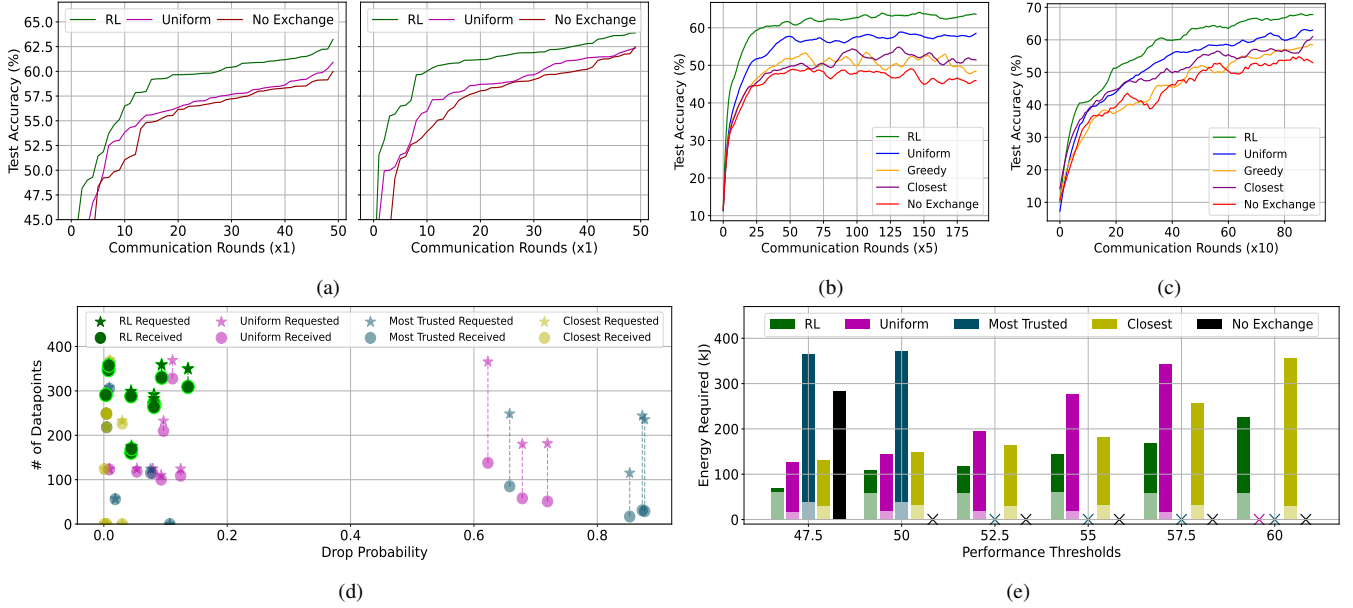 RL Uniform No Exchange
62.5
60.0
57.5
55.0
52.5
50.0
47.5
45.0
Test Accuracy (%)
0 10 20 30 40 50
Communication Rounds (x1)
RL Uniform No Exchange
0 10 20 30 40 50
Communication Rounds (x1)
(a)
70
60
50
40
30
20
10
Test Accuracy (%)
RL
Uniform
Greedy
Closest
No Exchange
0 25 50 75 100 125 150 175
Communication Rounds (x5)
(b)
70
60
50
40
30
20
10
Test Accuracy (%)
RL
Uniform
Greedy
Closest
No Exchange
0 20 40 60 80
Communication Rounds (x10)
(c)
RL Requested Uniform Requested Most Trusted Requested Closest Requested
RL Received Uniform Received Most Trusted Received Closest Received
400
300
200
100
0
# of Datapoints
0.0 0.2 0.4 0.6 0.8
Drop Probability
(d)
RL Uniform Most Trusted Closest No Exchange
400
300
200
100
0
Energy Required (kJ)
47.5 50 52.5 55 57.5 60
Performance Thresholds
(e)